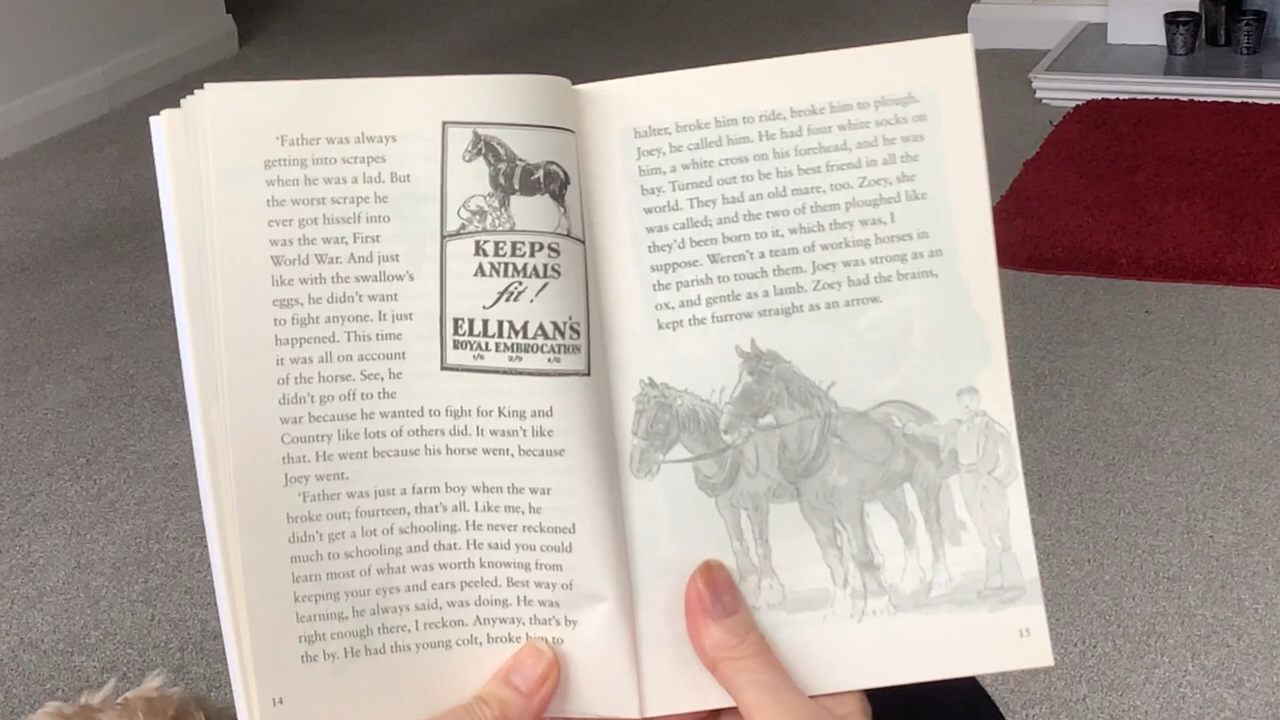 'Father was always
getting into scrapes
when he was a lad. But
the worst scrape he
ever got hisself into
was the war, First
World War. And just
like with the swallow's
eggs, he didn't want
to fight anyone. It just
happened. This time
it was all on account
of the horse. See, he
didn't go off to the
war because he wanted to fight for King and
Country like lots of others did. It wasn't like
that. He went because his horse went, because
Joey went.
'Father was just a farm boy when the war
broke out; fourteen, that's all. Like me, he
didn't get a lot of schooling. He never reckoned
much to schooling and that. He said you could
learn most of what was worth knowing from
keeping your eyes and ears peeled. Best way of
learning, he always said, was doing. He was
right enough there, I reckon. Anyway, that's by
the by. He had this young colt, broke him to
14
KEEPS
ANIMALS
fit!
ELLIMAN'S
ROYAL EMBROCATION
1/6 2/9 4/6
halter, broke him to ride, broke him to plough.
Joey, he called him. He had four white socks on
him, a white cross on his forehead, and he was
bay. Turned out to be his best friend in all the
world. They had an old mare, too. Zoey, she
was called; and the two of them ploughed like
they'd been born to it, which they was, I
suppose. Weren't a team of working horses in
the parish to touch them. Joey was strong as an
ox, and gentle as a lamb. Zoey had the brains,
kept the furrow straight as an arrow.
15